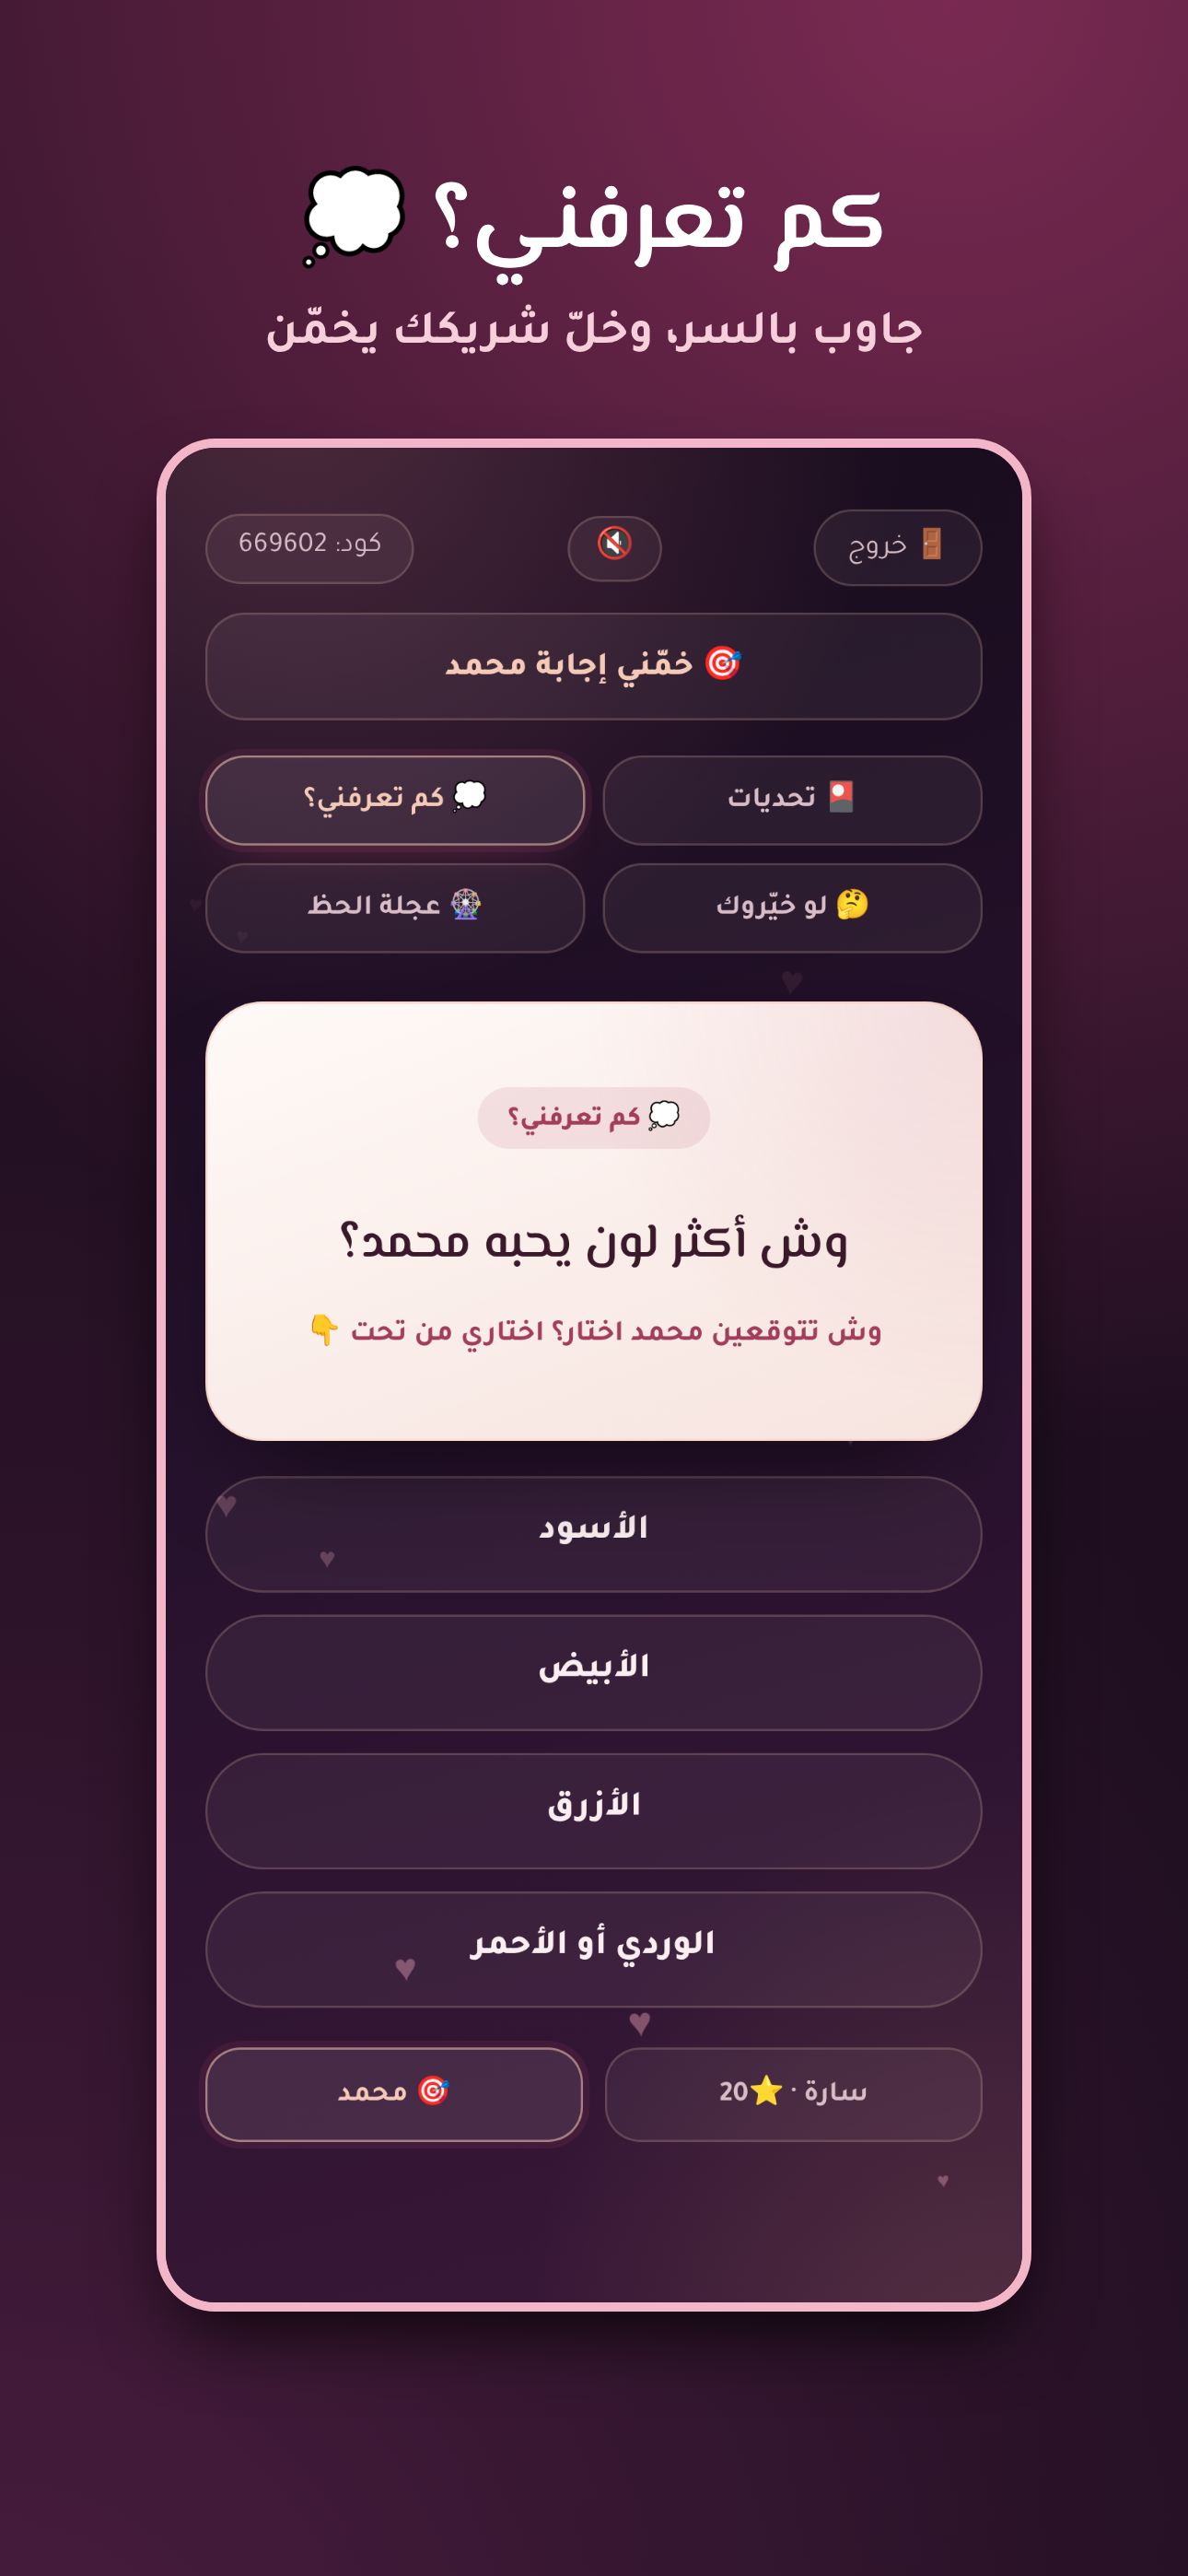 كم تعرفني؟ 💭
جاوب بالسر، وخلّ شريكك يخمّن
🚪 خروج
🔇
كود: 669602
🎯 خمّني إجابة محمد
🎴 تحديات
💭 كم تعرفني؟
🤔 لو خيّروك
🎡 عجلة الحظ
💭 كم تعرفني؟
وش أكثر لون يحبه محمد؟
وش تتوقعين محمد اختار؟ اختاري من تحت 👇
الأسود
الأبيض
الأزرق
الوردي أو الأحمر
سارة · ⭐20
🎯 محمد